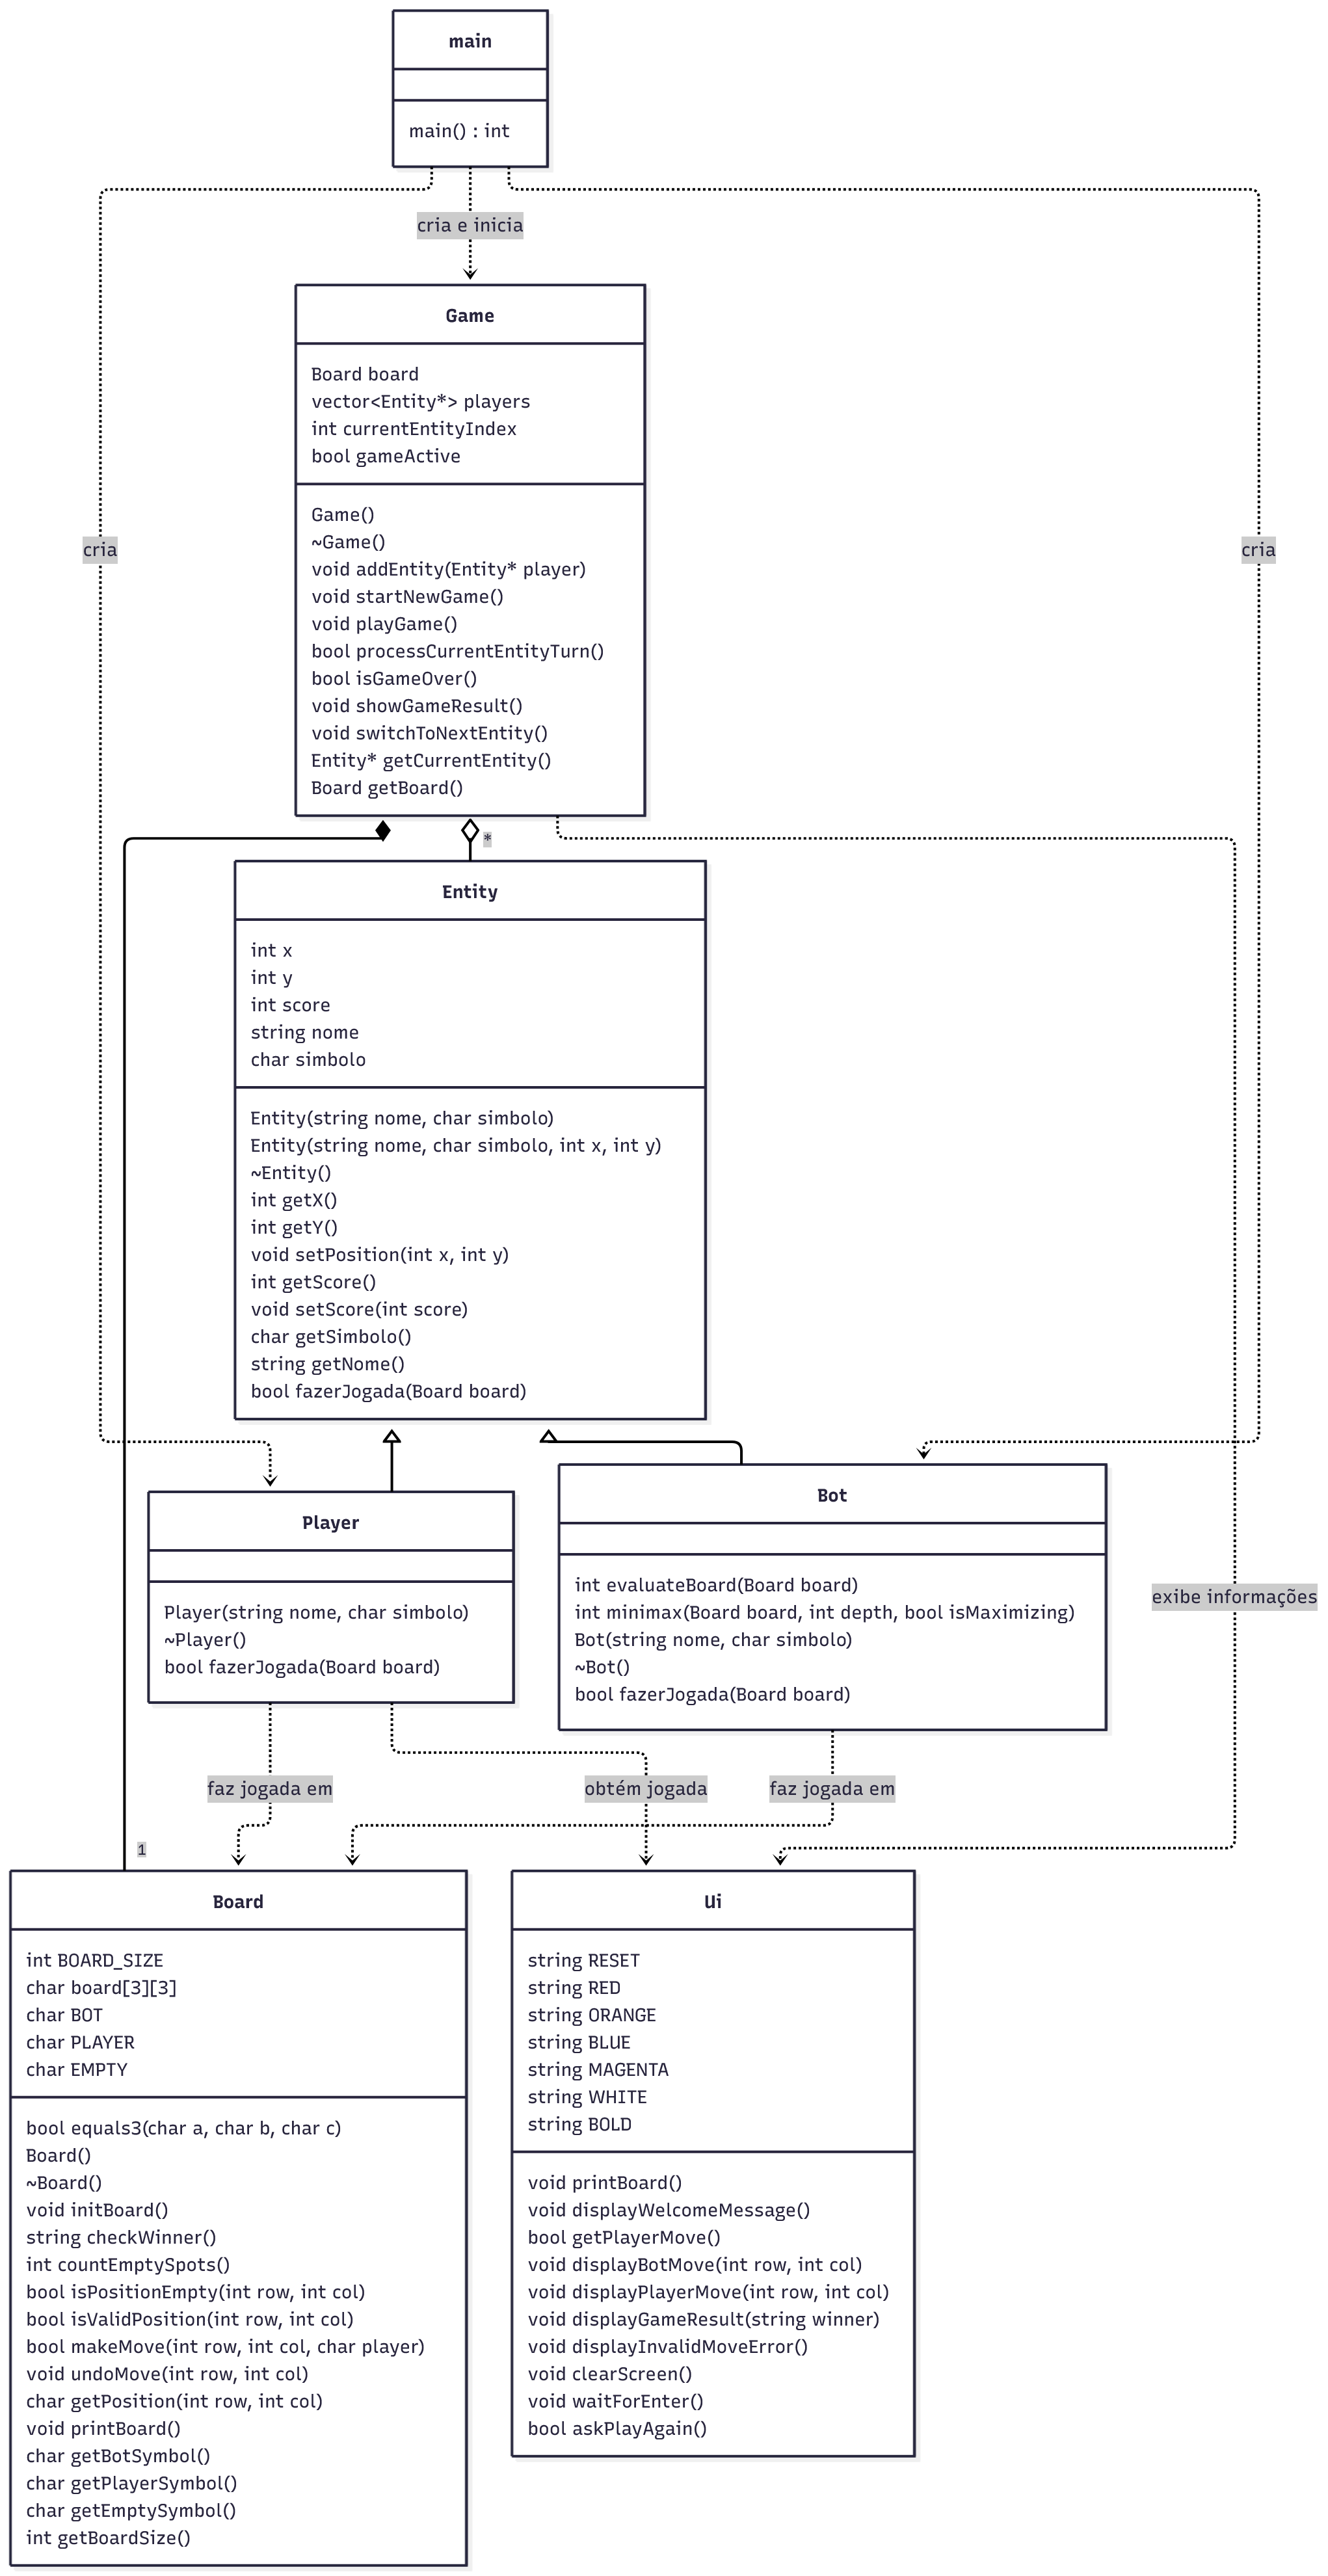 main
main() : int
cria e inicia
Game
Board board
vector<Entity*> players
int currentEntityIndex
bool gameActive
Game()
~Game()
void addEntity(Entity* player)
void startNewGame()
void playGame()
bool processCurrentEntityTurn()
bool isGameOver()
void showGameResult()
void switchToNextEntity()
Entity* getCurrentEntity()
Board getBoard()
cria
cria
*
Entity
int x
int y
int score
string nome
char simbolo
Entity(string nome, char simbolo)
Entity(string nome, char simbolo, int x, int y)
~Entity()
int getX()
int getY()
void setPosition(int x, int y)
int getScore()
void setScore(int score)
char getSimbolo()
string getNome()
bool fazerJogada(Board board)
Player
Player(string nome, char simbolo)
~Player()
bool fazerJogada(Board board)
Bot
int evaluateBoard(Board board)
int minimax(Board board, int depth, bool isMaximizing)
Bot(string nome, char simbolo)
~Bot()
bool fazerJogada(Board board)
exibe informações
faz jogada em
obtém jogada
faz jogada em
1
Board
int BOARD_SIZE
char board[3][3]
char BOT
char PLAYER
char EMPTY
bool equals3(char a, char b, char c)
Board()
~Board()
void initBoard()
string checkWinner()
int countEmptySpots()
bool isPositionEmpty(int row, int col)
bool isValidPosition(int row, int col)
bool makeMove(int row, int col, char player)
void undoMove(int row, int col)
char getPosition(int row, int col)
void printBoard()
char getBotSymbol()
char getPlayerSymbol()
char getEmptySymbol()
int getBoardSize()
Ui
string RESET
string RED
string ORANGE
string BLUE
string MAGENTA
string WHITE
string BOLD
void printBoard()
void displayWelcomeMessage()
bool getPlayerMove()
void displayBotMove(int row, int col)
void displayPlayerMove(int row, int col)
void displayGameResult(string winner)
void displayInvalidMoveError()
void clearScreen()
void waitForEnter()
bool askPlayAgain()